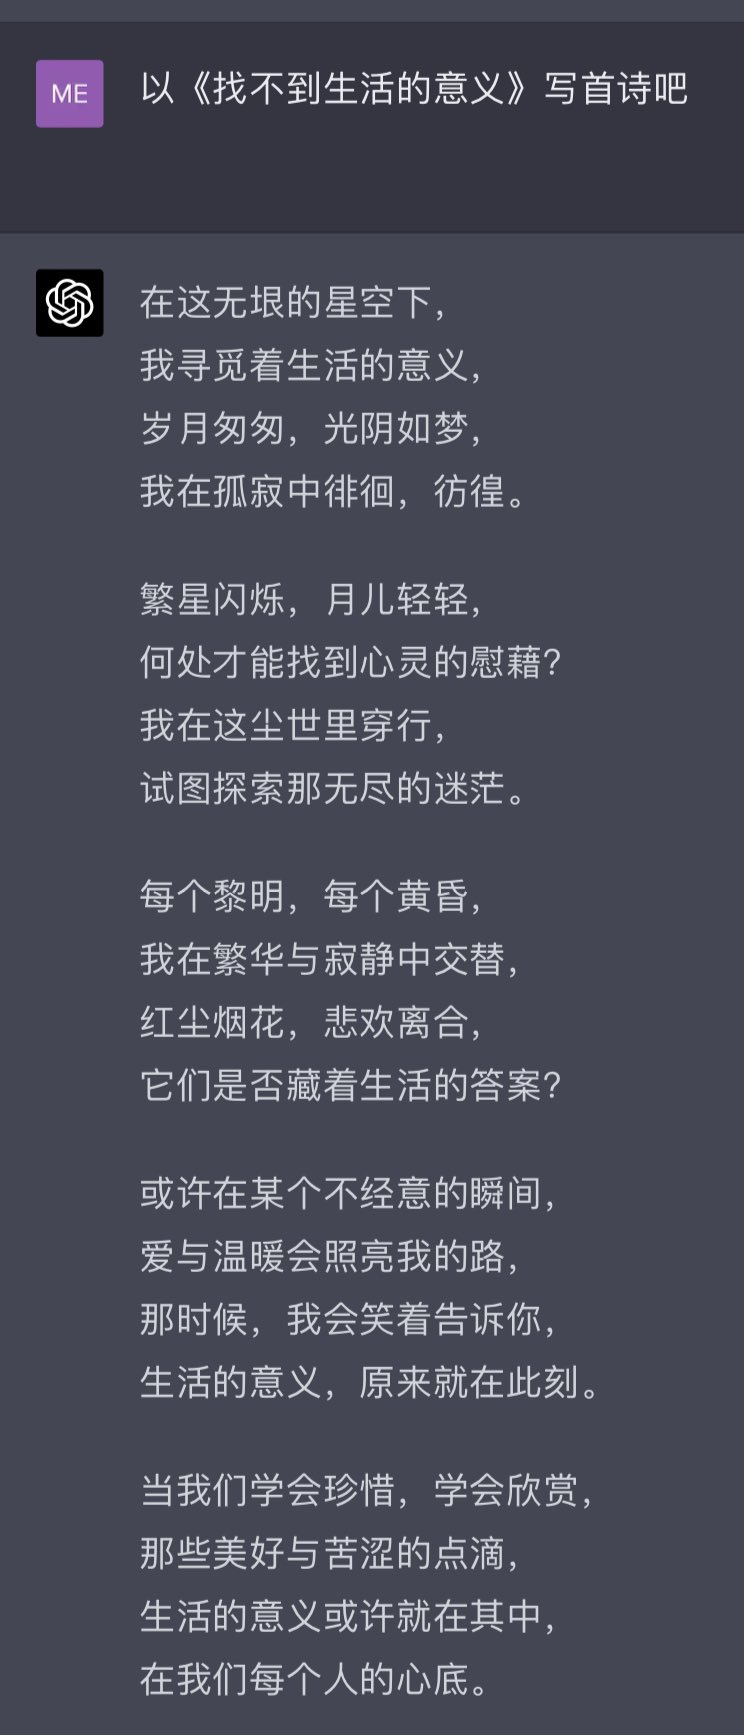 ME
以《找不到生活的意义》写首诗吧
在这无垠的星空下，
我寻觅着生活的意义，
岁月匆匆，光阴如梦，
我在孤寂中徘徊，彷徨。
繁星闪烁，月儿轻轻，
何处才能找到心灵的慰藉？
我在这尘世里穿行，
试图探索那无尽的迷茫。
每个黎明，每个黄昏，
我在繁华与寂静中交替，
红尘烟花，悲欢离合，
它们是否藏着生活的答案？
或许在某个不经意的瞬间，
爱与温暖会照亮我的路，
那时候，我会笑着告诉你，
生活的意义，原来就在此刻。
当我们学会珍惜，学会欣赏，
那些美好与苦涩的点滴，
生活的意义或许就在其中，
在我们每个人的心底。